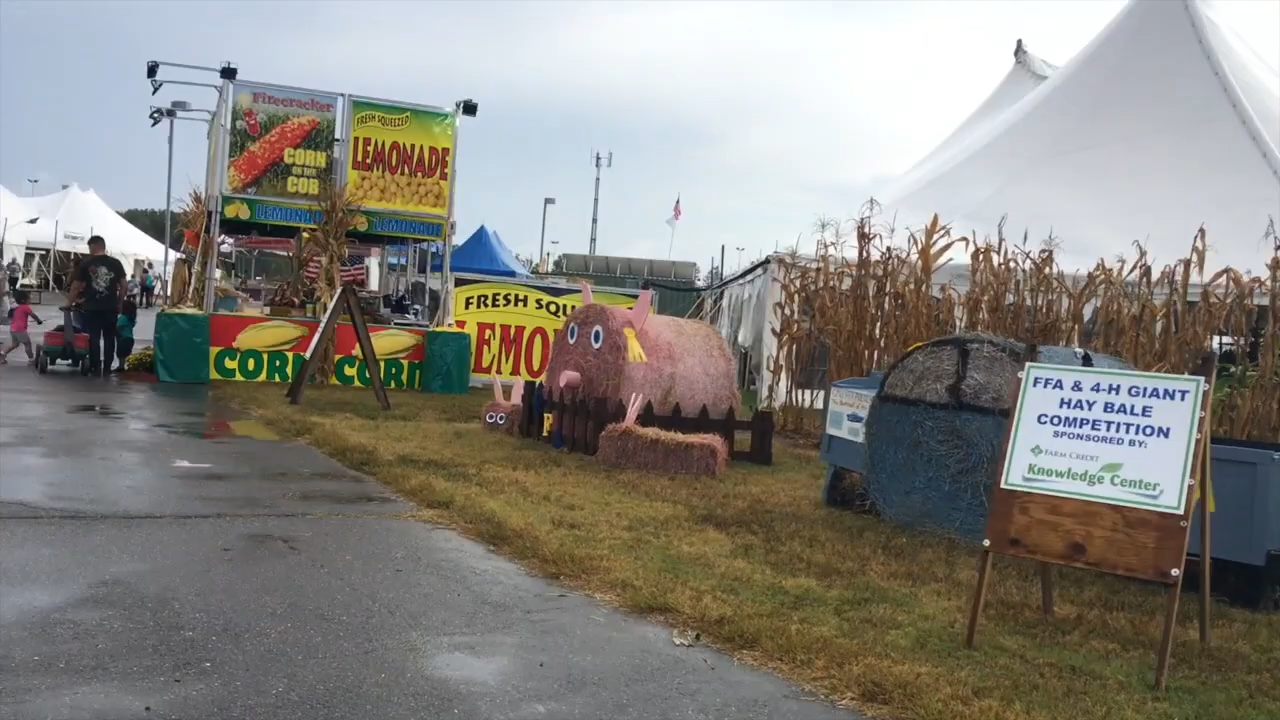 Firecracker
CORN
ON THE
COB
FRESH SQUEEZED
LEMONADE
LEMONADE
LEMONADE
FRESH SQU
LEMO
CORN
CORN
FFA & 4-H GIANT
HAY BALE
COMPETITION
SPONSORED BY:
FARM CREDIT
Knowledge Center